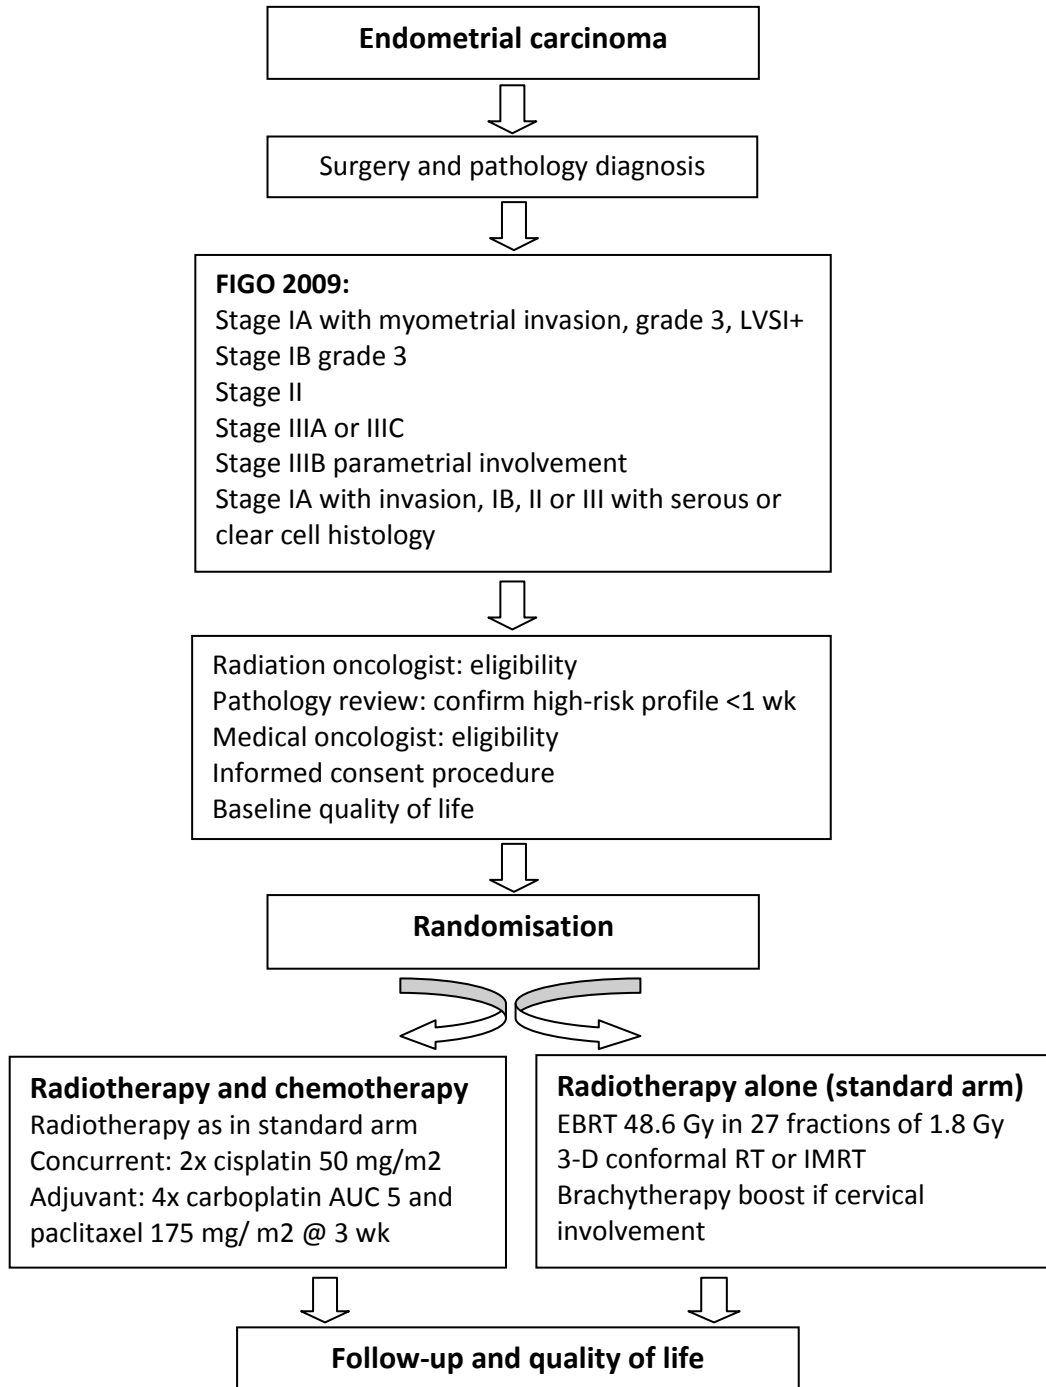 Endometrial carcinoma
Surgery and pathology diagnosis
FIGO 2009:
Stage IA with myometrial invasion, grade 3, LVSI+
Stage IB grade 3
Stage II
Stage IIIA or IIIC
Stage IIIB parametrial involvement
Stage IA with invasion, IB, II or III with serous or
clear cell histology
Radiation oncologist: eligibility
Pathology review: confirm high-risk profile <1 wk
Medical oncologist: eligibility
Informed consent procedure
Baseline quality of life
Randomisation
Radiotherapy and chemotherapy
Radiotherapy as in standard arm
Concurrent: 2x cisplatin 50 mg/m2
Adjuvant: 4x carboplatin AUC 5 and
paclitaxel 175 mg/ m2 @ 3 wk
Radiotherapy alone (standard arm)
EBRT 48.6 Gy in 27 fractions of 1.8 Gy
3-D conformal RT or IMRT
Brachytherapy boost if cervical
involvement
Follow-up and quality of life